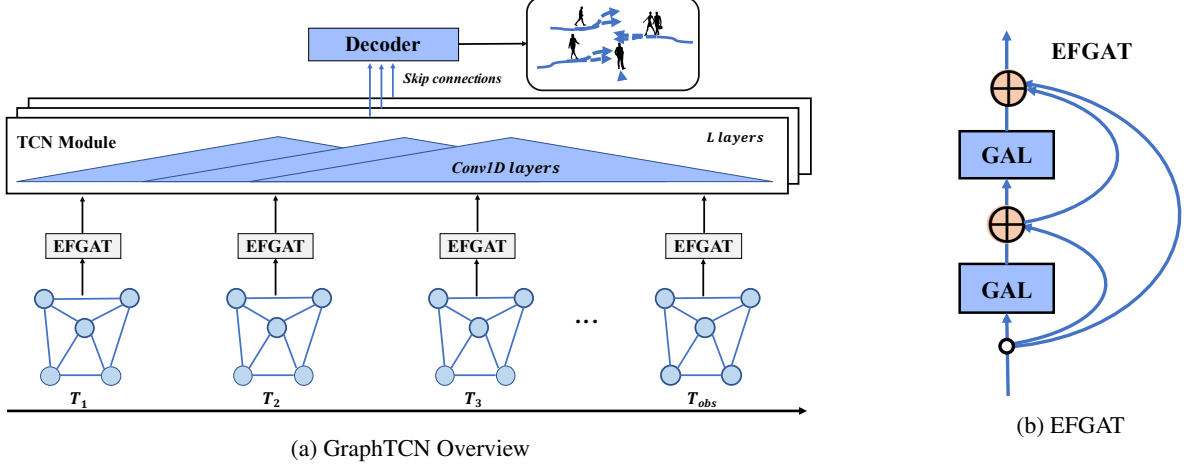 Decoder
Skip connections
TCN Module
L layers
Conv1D layers
EFGAT
EFGAT
EFGAT
EFGAT
...
T1
T2
T3
Tobs
(a) GraphTCN Overview
EFGAT
GAL
GAL
(b) EFGAT